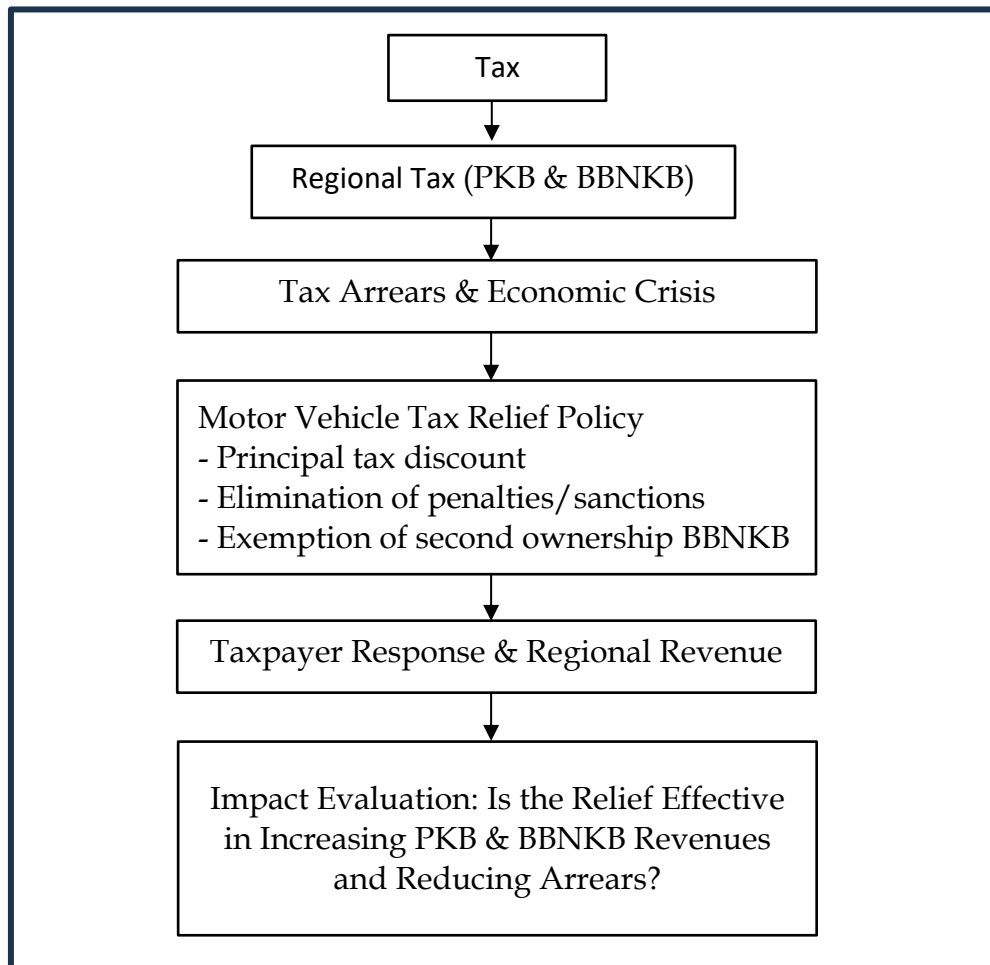 Tax
Regional Tax (PKB & BBNKB)
Tax Arrears & Economic Crisis
Motor Vehicle Tax Relief Policy
- Principal tax discount
- Elimination of penalties/sanctions
- Exemption of second ownership BBNKB
Taxpayer Response & Regional Revenue
Impact Evaluation: Is the Relief Effective
in Increasing PKB & BBNKB Revenues
and Reducing Arrears?